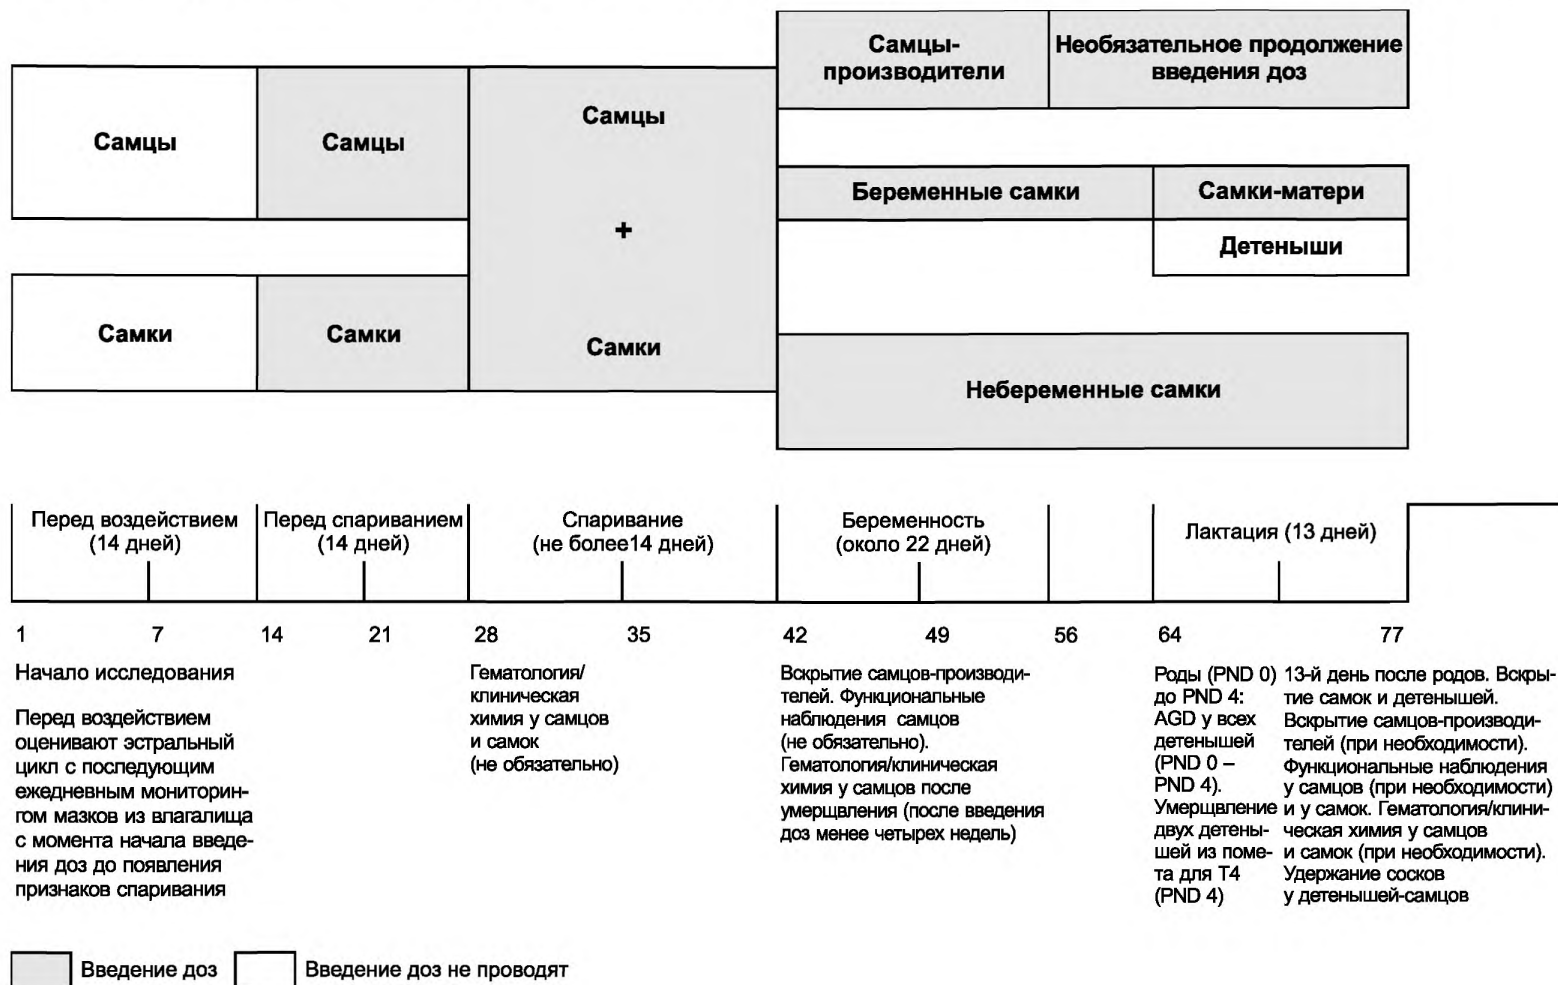 Самцы-
производители
Необязательное продолжение
введения доз
Самцы
Самцы
Самцы
+
Самки
Беременные самки
Самки-матери
Детеныши
Самки
Самки
Небеременные самки
Перед воздействием
(14 дней)
Перед спариванием
(14 дней)
Спаривание
(не более14 дней)
Беременность
(около 22 дней)
Лактация (13 дней)
1 7 14 21 28 35 42 49 56 64 77
Начало исследования
Перед воздействием
оценивают эстральный
цикл с последующим
ежедневным мониторин-
гом мазков из влагалища
с момента начала введе-
ния доз до появления
признаков спаривания
Гематология/
клиническая
химия у самцов
и самок
(не обязательно)
Вскрытие самцов-производи-
телей. Функциональные
наблюдения самцов
(не обязательно).
Гематология/клиническая
химия у самцов после
умерщвления (после введения
доз менее четырех недель)
Роды (PND 0)
до PND 4:
AGD у всех
детенышей
(PND 0 –
PND 4).
Умерщвление
двух детены-
шей из поме-
та для Т4
(PND 4)
13-й день после родов. Вскры-
тие самок и детенышей.
Вскрытие самцов-производи-
телей (при необходимости).
Функциональные наблюдения
у самцов (при необходимости)
и у самок. Гематология/клини-
ческая химия у самцов
и самок (при необходимости).
Удержание сосков
у детенышей-самцов
Введение доз
Введение доз не проводят